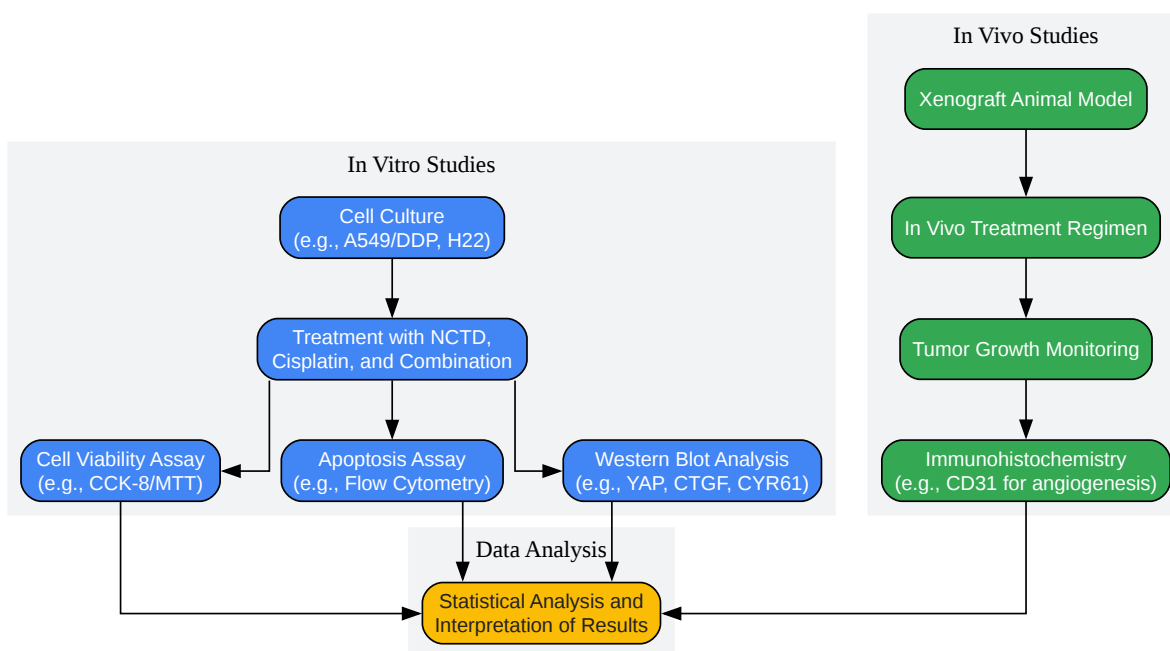 In Vivo Studies
Xenograft Animal Model
In Vivo Treatment Regimen
Tumor Growth Monitoring
Immunohistochemistry
(e.g., CD31 for angiogenesis)
In Vitro Studies
Cell Culture
(e.g., A549/DDP, H22)
Treatment with NCTD,
Cisplatin, and Combination
Cell Viability Assay
(e.g., CCK-8/MTT)
Apoptosis Assay
(e.g., Flow Cytometry)
Western Blot Analysis
(e.g., YAP, CTGF, CYR61)
Data Analysis
Statistical Analysis and
Interpretation of Results